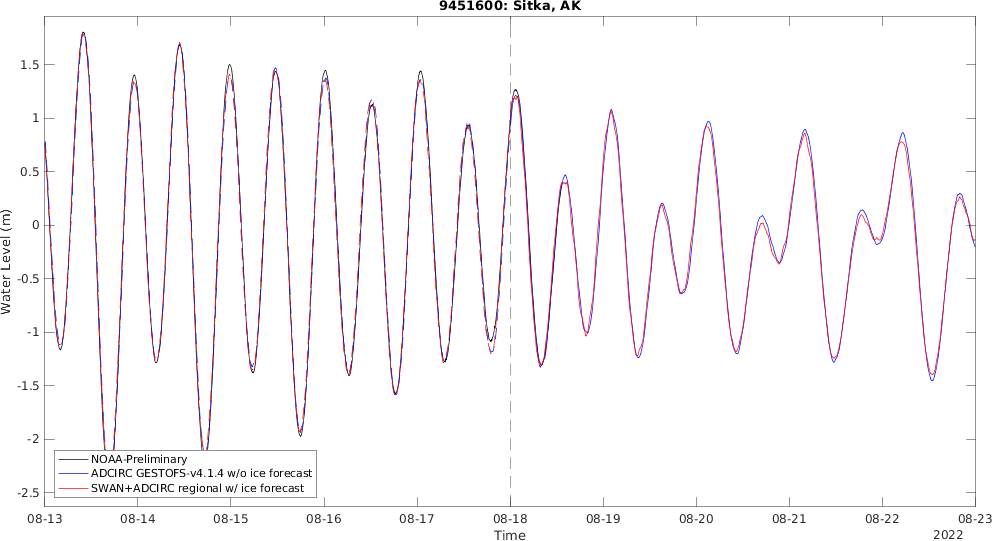 9451600: Sitka, AK
Water Level (m)
1.5
1
0.5
0
-0.5
-1
-1.5
-2
-2.5
NOAA-Preliminary
ADCIRC GESTOFS-v4.1.4 w/o ice forecast
SWAN+ADCIRC regional w/ ice forecast
08-13 08-14 08-15 08-16 08-17 08-18 08-19 08-20 08-21 08-22 08-23
Time
2022